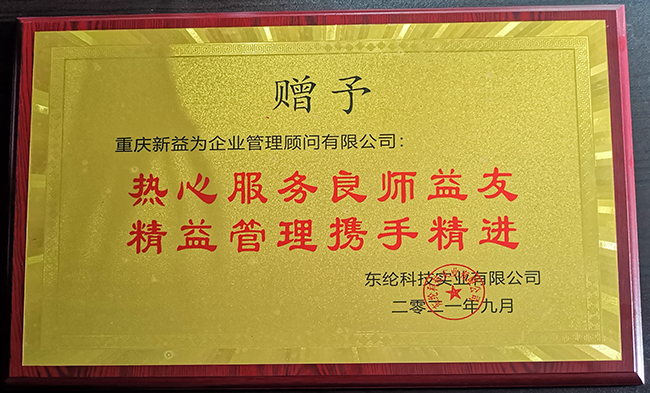 赠予
重庆新益为企业管理顾问有限公司：
热心服务良师益友
精益管理携手精进
东纶科技实业有限公司
二零二一年九月